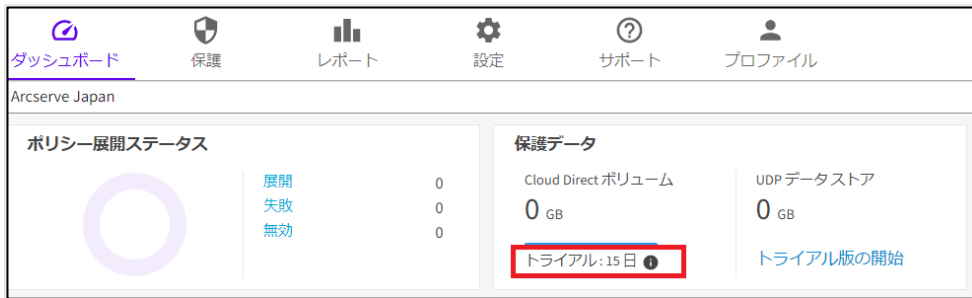 ダッシュボード 保護 レポート 設定 サポート プロファイル
Arcserve Japan
ポリシー展開ステータス
展開 0
失敗 0
無効 0
保護データ
Cloud Direct ボリューム
0 GB
トライアル : 15 日
UDP データ ストア
0 GB
トライアル版の開始